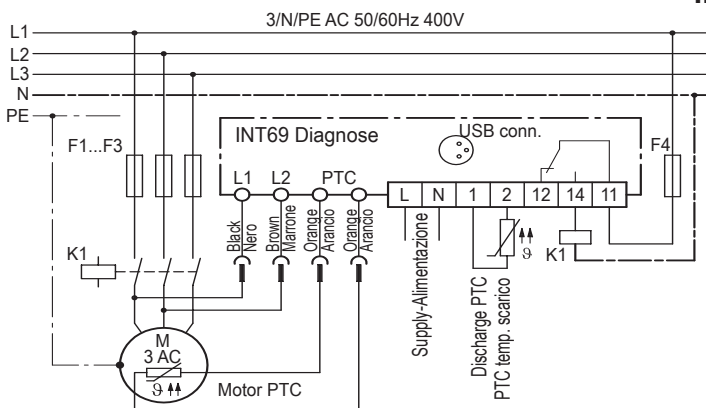 3/N/PE AC 50/60Hz 400V
L1
L2
L3
N
PE
INT69 Diagnose
USB conn.
F1...F3
F4
L1 L2 PTC
L N 1 2 12 14 11
Black
Nero
Brown
Marrone
Orange
Arancio
Orange
Arancio
K1
K1
Supply-Alimentazione
ϑ
Discharge PTC
PTC temp. scarico
M
3 AC
ϑ
Motor PTC